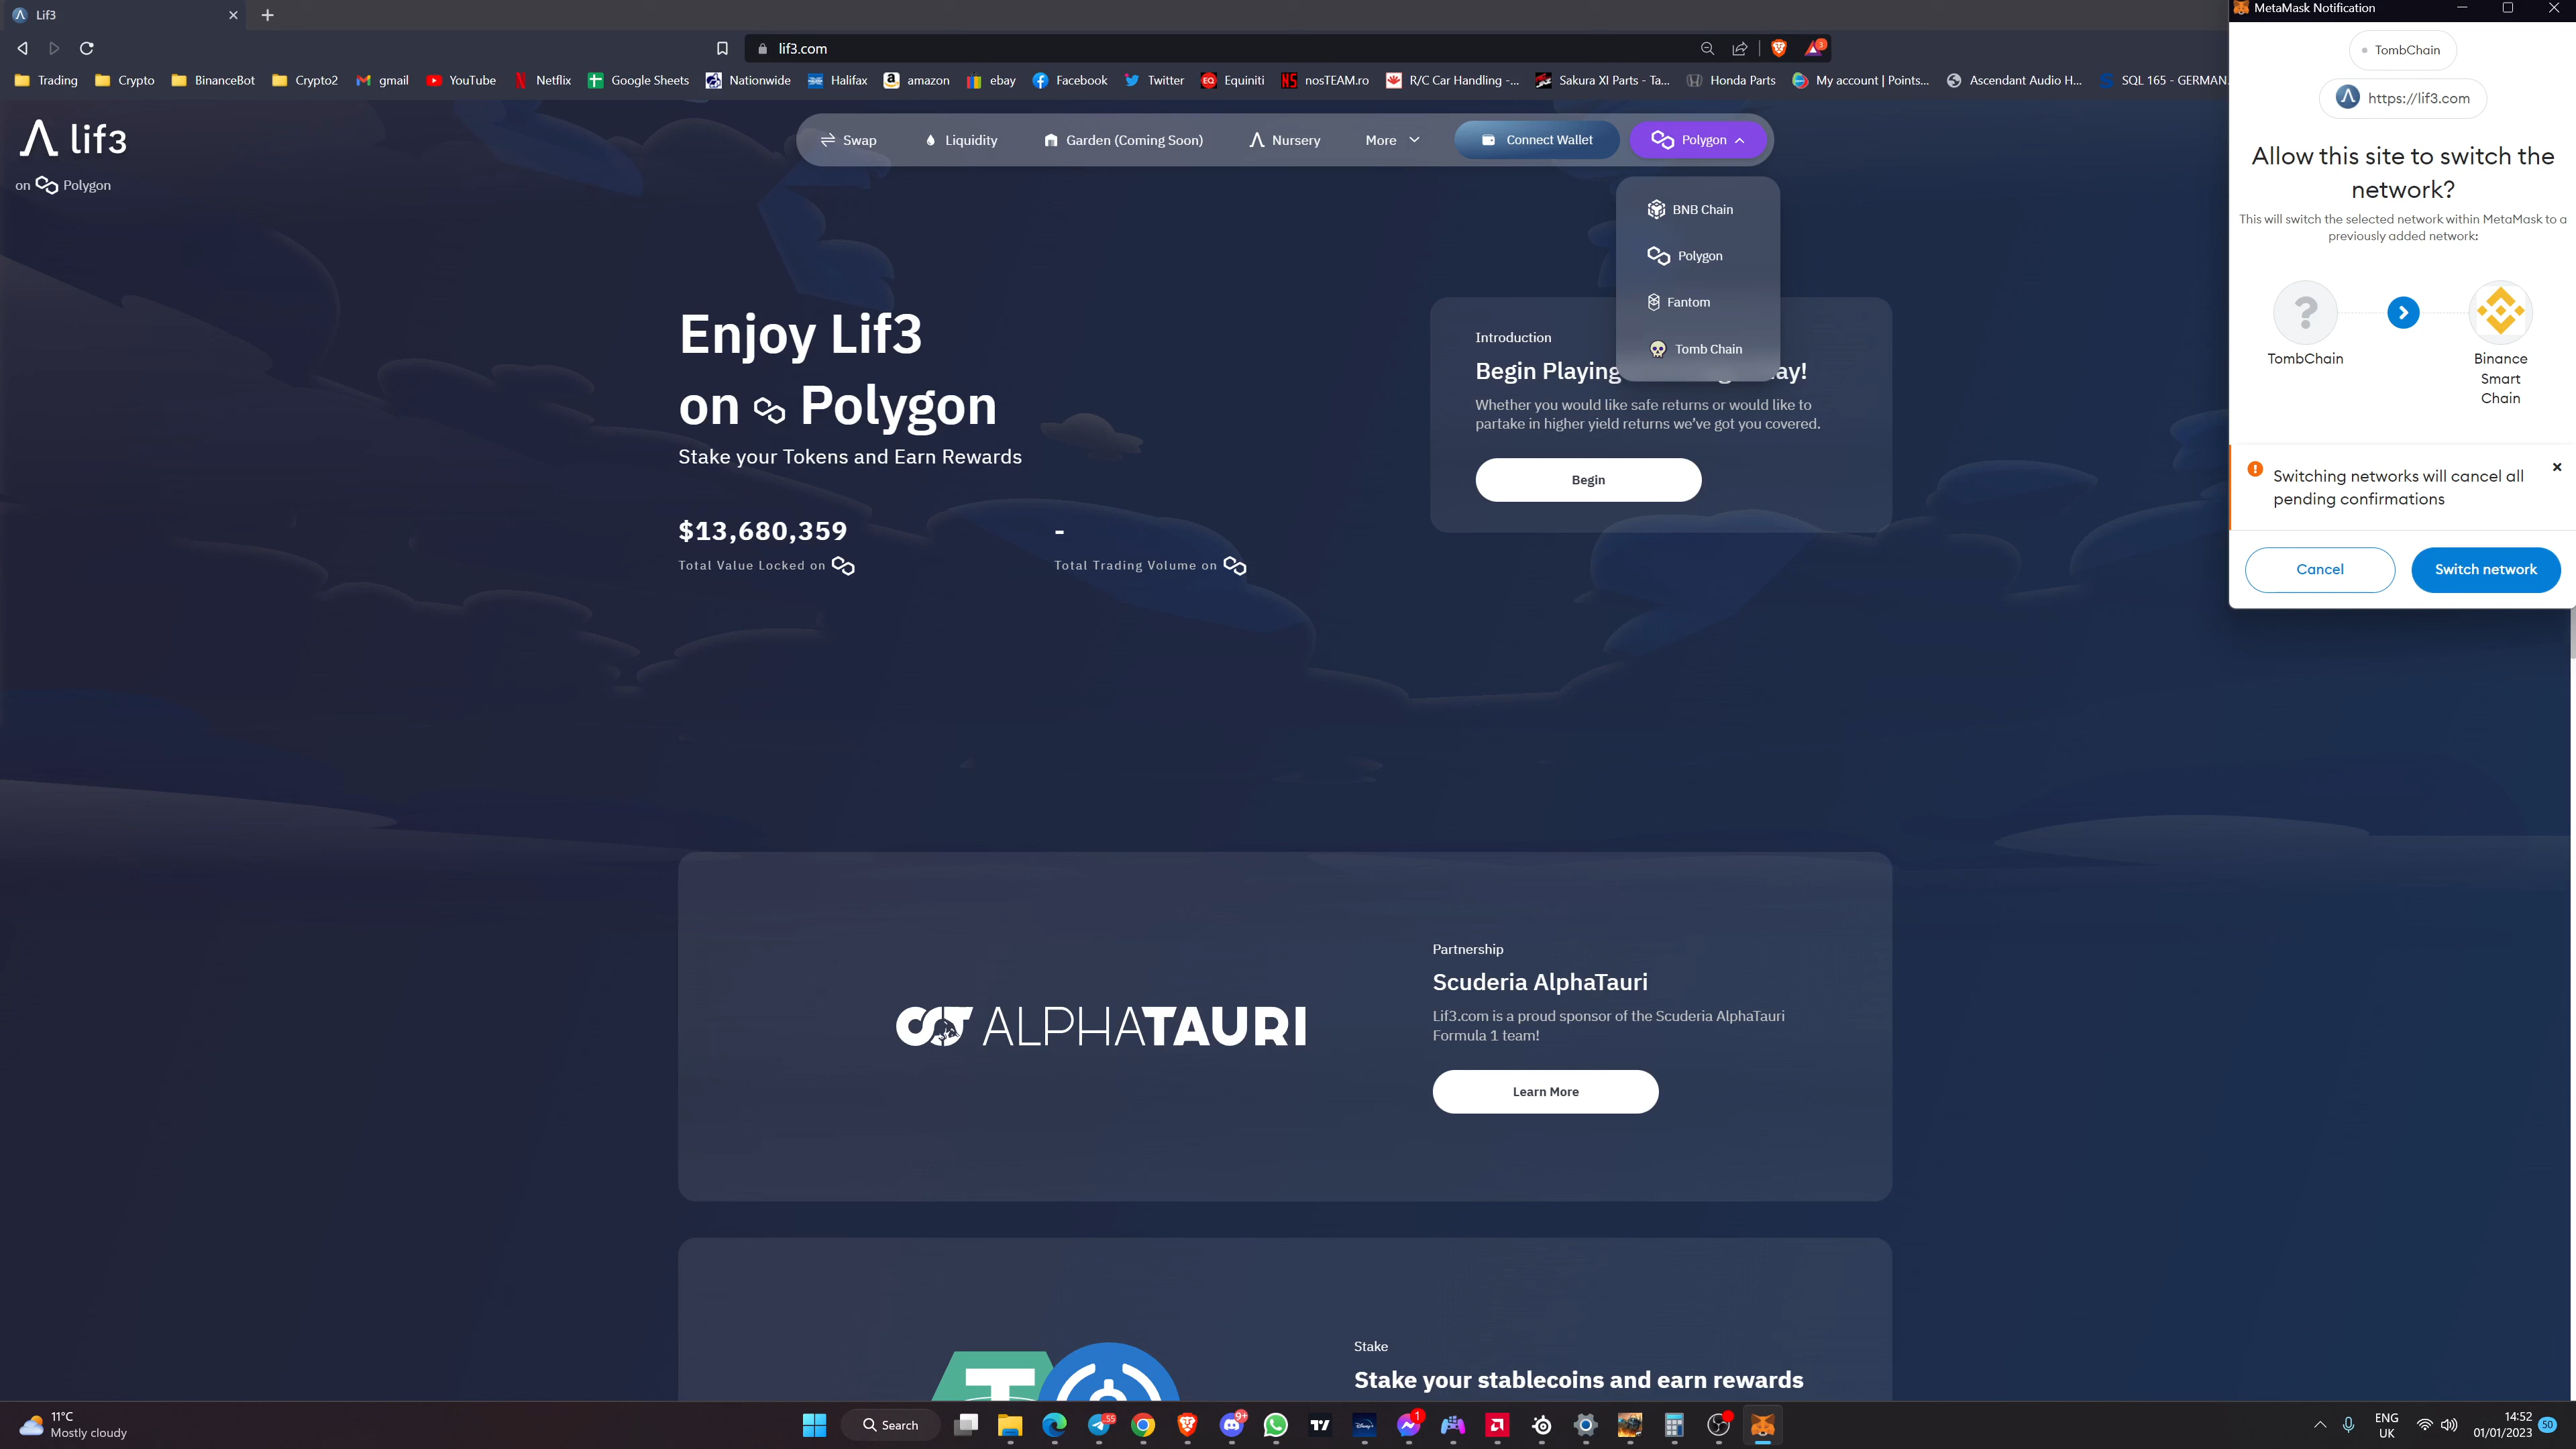 Lif3
lif3.com
3
Trading
Crypto
BinanceBot
Crypto2
gmail
YouTube
Netflix
Google Sheets
Nationwide
Halifax
amazon
ebay
Facebook
Twitter
EQ
Equiniti
NS
nosTEAM.ro
R/C Car Handling -...
Sakura XI Parts - Ta...
Honda Parts
My account | Points...
Ascendant Audio H...
SQL 165 - GERMAN.
lif3
on Polygon
Swap
Liquidity
Garden (Coming Soon)
Nursery
More
Connect Wallet
Polygon
BNB Chain
Polygon
Fantom
Tomb Chain
Enjoy Lif3
on Polygon
Stake your Tokens and Earn Rewards
$13,680,359
Total Value Locked on
-
Total Trading Volume on
Introduction
Begin Playing
ay!
Whether you would like safe returns or would like to
partake in higher yield returns we've got you covered.
Begin
ALPHATAURI
Partnership
Scuderia AlphaTauri
Lif3.com is a proud sponsor of the Scuderia AlphaTauri
Formula 1 team!
Learn More
Stake
Stake your stablecoins and earn rewards
MetaMask Notification
TombChain
https://lif3.com
Allow this site to switch the
network?
This will switch the selected network within MetaMask to a
previously added network:
?
TombChain
Binance
Smart
Chain
Switching networks will cancel all
pending confirmations
Cancel
Switch network
11°C
Mostly cloudy
Search
55
9+
1
ENG
UK
14:52
01/01/2023
50